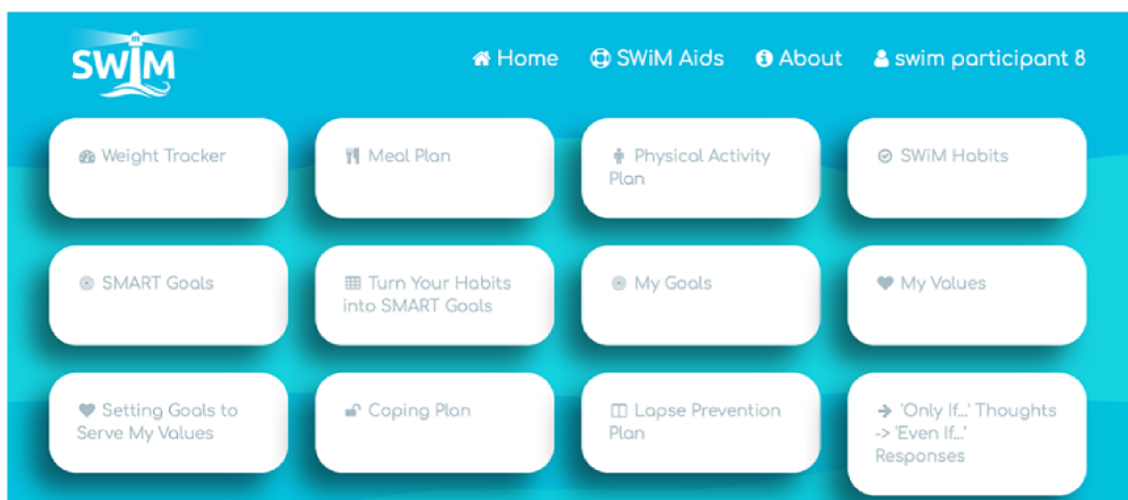 SWiM
Home
SWiM Aids
About
swim participant 8
Weight Tracker
Meal Plan
Physical Activity
Plan
SWiM Habits
SMART Goals
Turn Your Habits
into SMART Goals
My Goals
My Values
Setting Goals to
Serve My Values
Coping Plan
Lapse Prevention
Plan
'Only If...' Thoughts
-> 'Even If...'
Responses